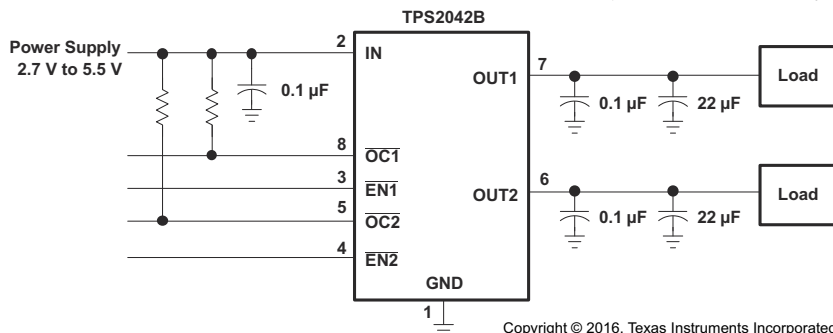 TPS2042B
Power Supply
2.7 V to 5.5 V
2
IN
0.1 µF
OUT1
7
0.1 µF
22 µF
Load
8
OC1
3
EN1
5
OC2
4
EN2
OUT2
6
0.1 µF
22 µF
Load
GND
1
Copyright © 2016, Texas Instruments Incorporated